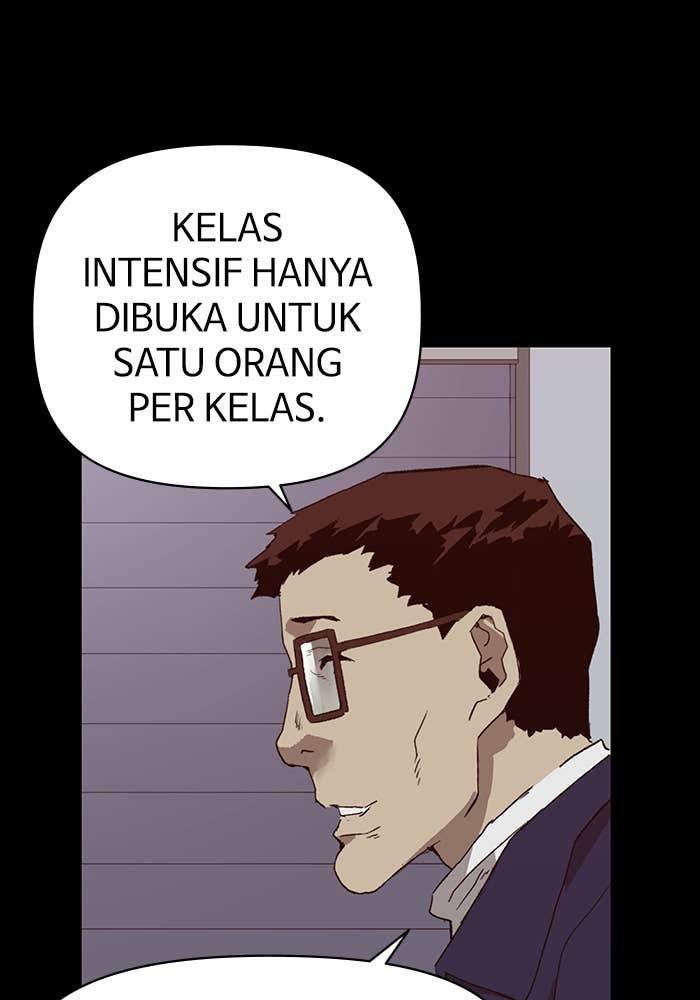 KELAS
INTENSIF HANYA
DIBUKA UNTUK
SATU ORANG
PER KELAS.